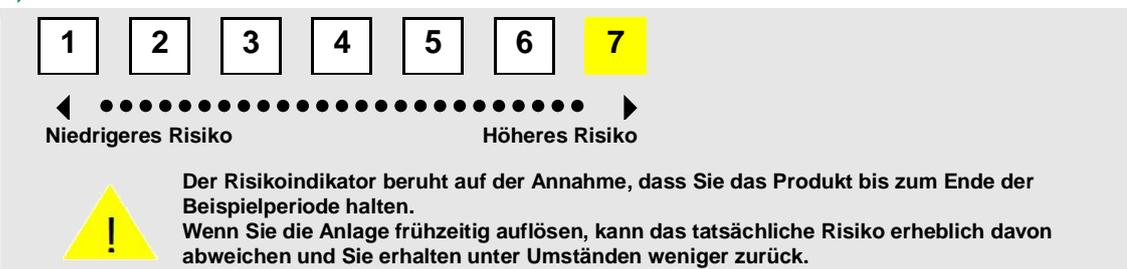 1 2 3 4 5 6 7
Niedrigeres Risiko Höheres Risiko
Der Risikoindikator beruht auf der Annahme, dass Sie das Produkt bis zum Ende der
Beispielperiode halten.
!
Wenn Sie die Anlage frühzeitig auflösen, kann das tatsächliche Risiko erheblich davon
abweichen und Sie erhalten unter Umständen weniger zurück.